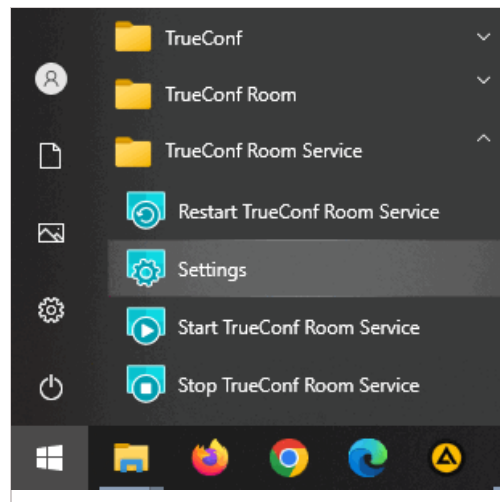 TrueConf
TrueConf Room
TrueConf Room Service
Restart TrueConf Room Service
Settings
Start TrueConf Room Service
Stop TrueConf Room Service